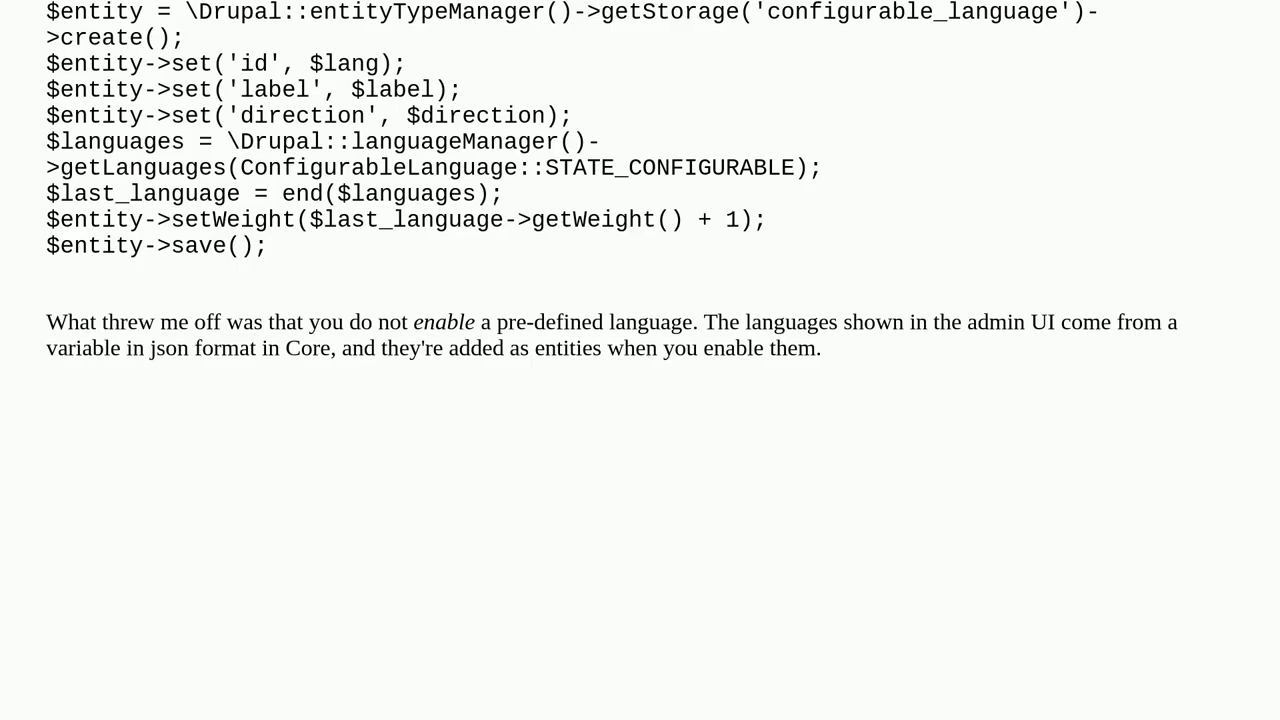 $entity = \Drupal::entityTypeManager()->getStorage('configurable_language')-
>create();
$entity->set('id', $lang);
$entity->set('label', $label);
$entity->set('direction', $direction);
$languages = \Drupal::languageManager()-
>getLanguages(ConfigurableLanguage::STATE_CONFIGURABLE);
$last_language = end($languages);
$entity->setWeight($last_language->getWeight() + 1);
$entity->save();
What threw me off was that you do not enable a pre-defined language. The languages shown in the admin UI come from a
variable in json format in Core, and they're added as entities when you enable them.